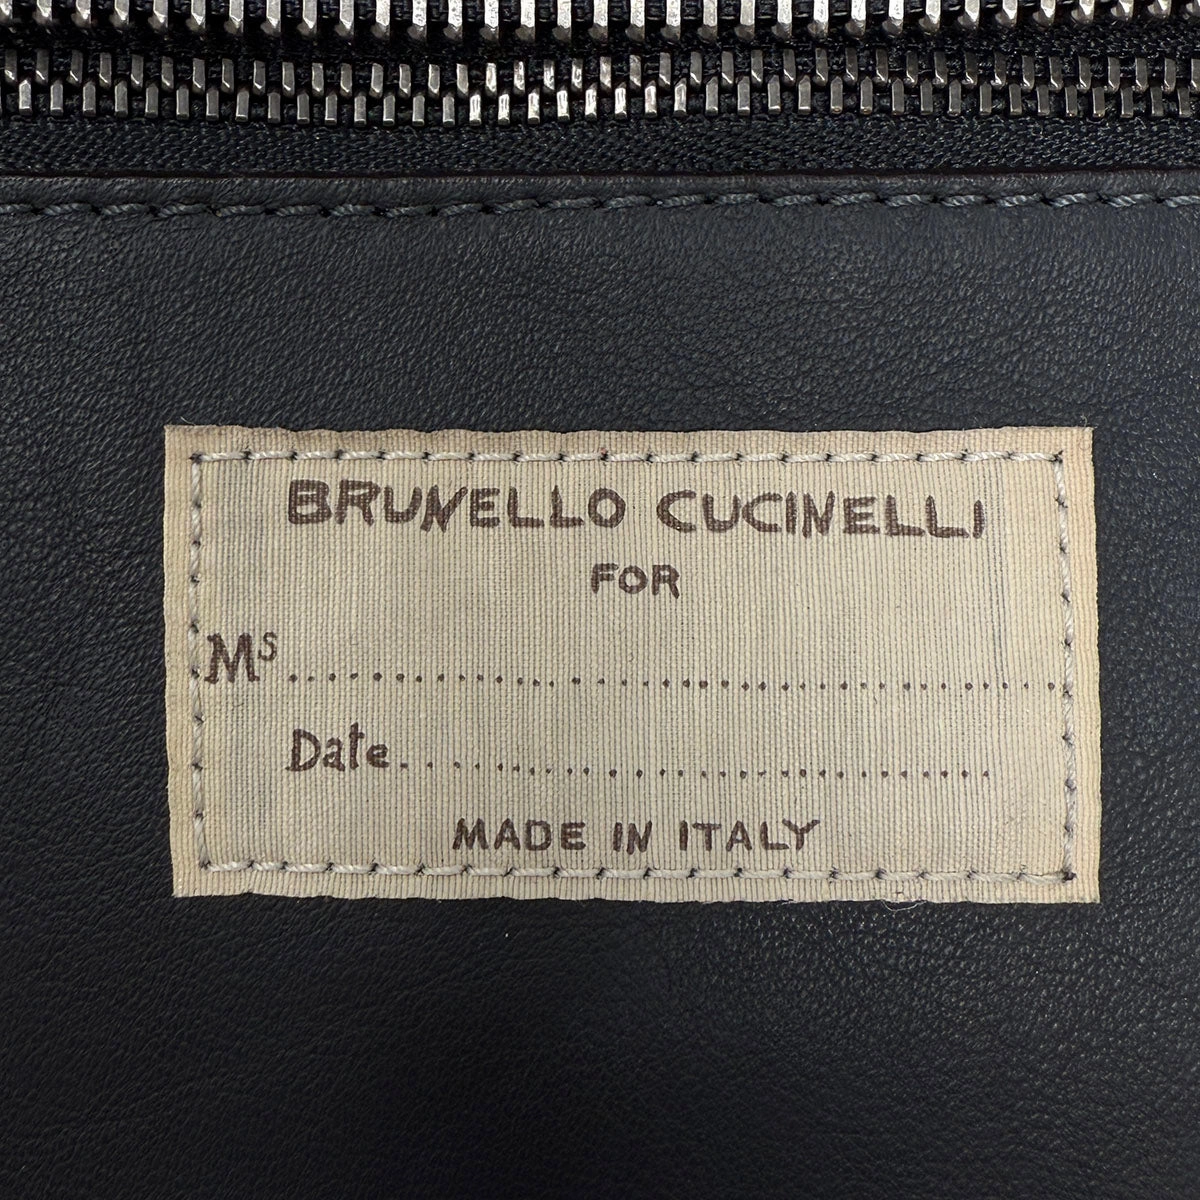 BRUNELLO CUCINELLI
FOR
Ms..............................
Date..............................
MADE IN ITALY